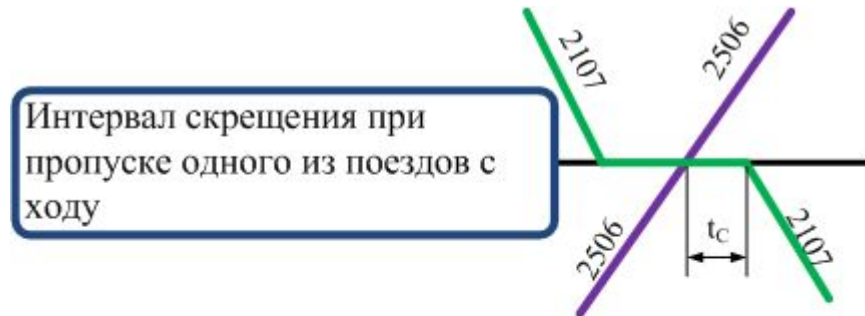 Интервал скрещения при
пропуске одного из поездов с
ходу
2107
2506
2506
tC
2107